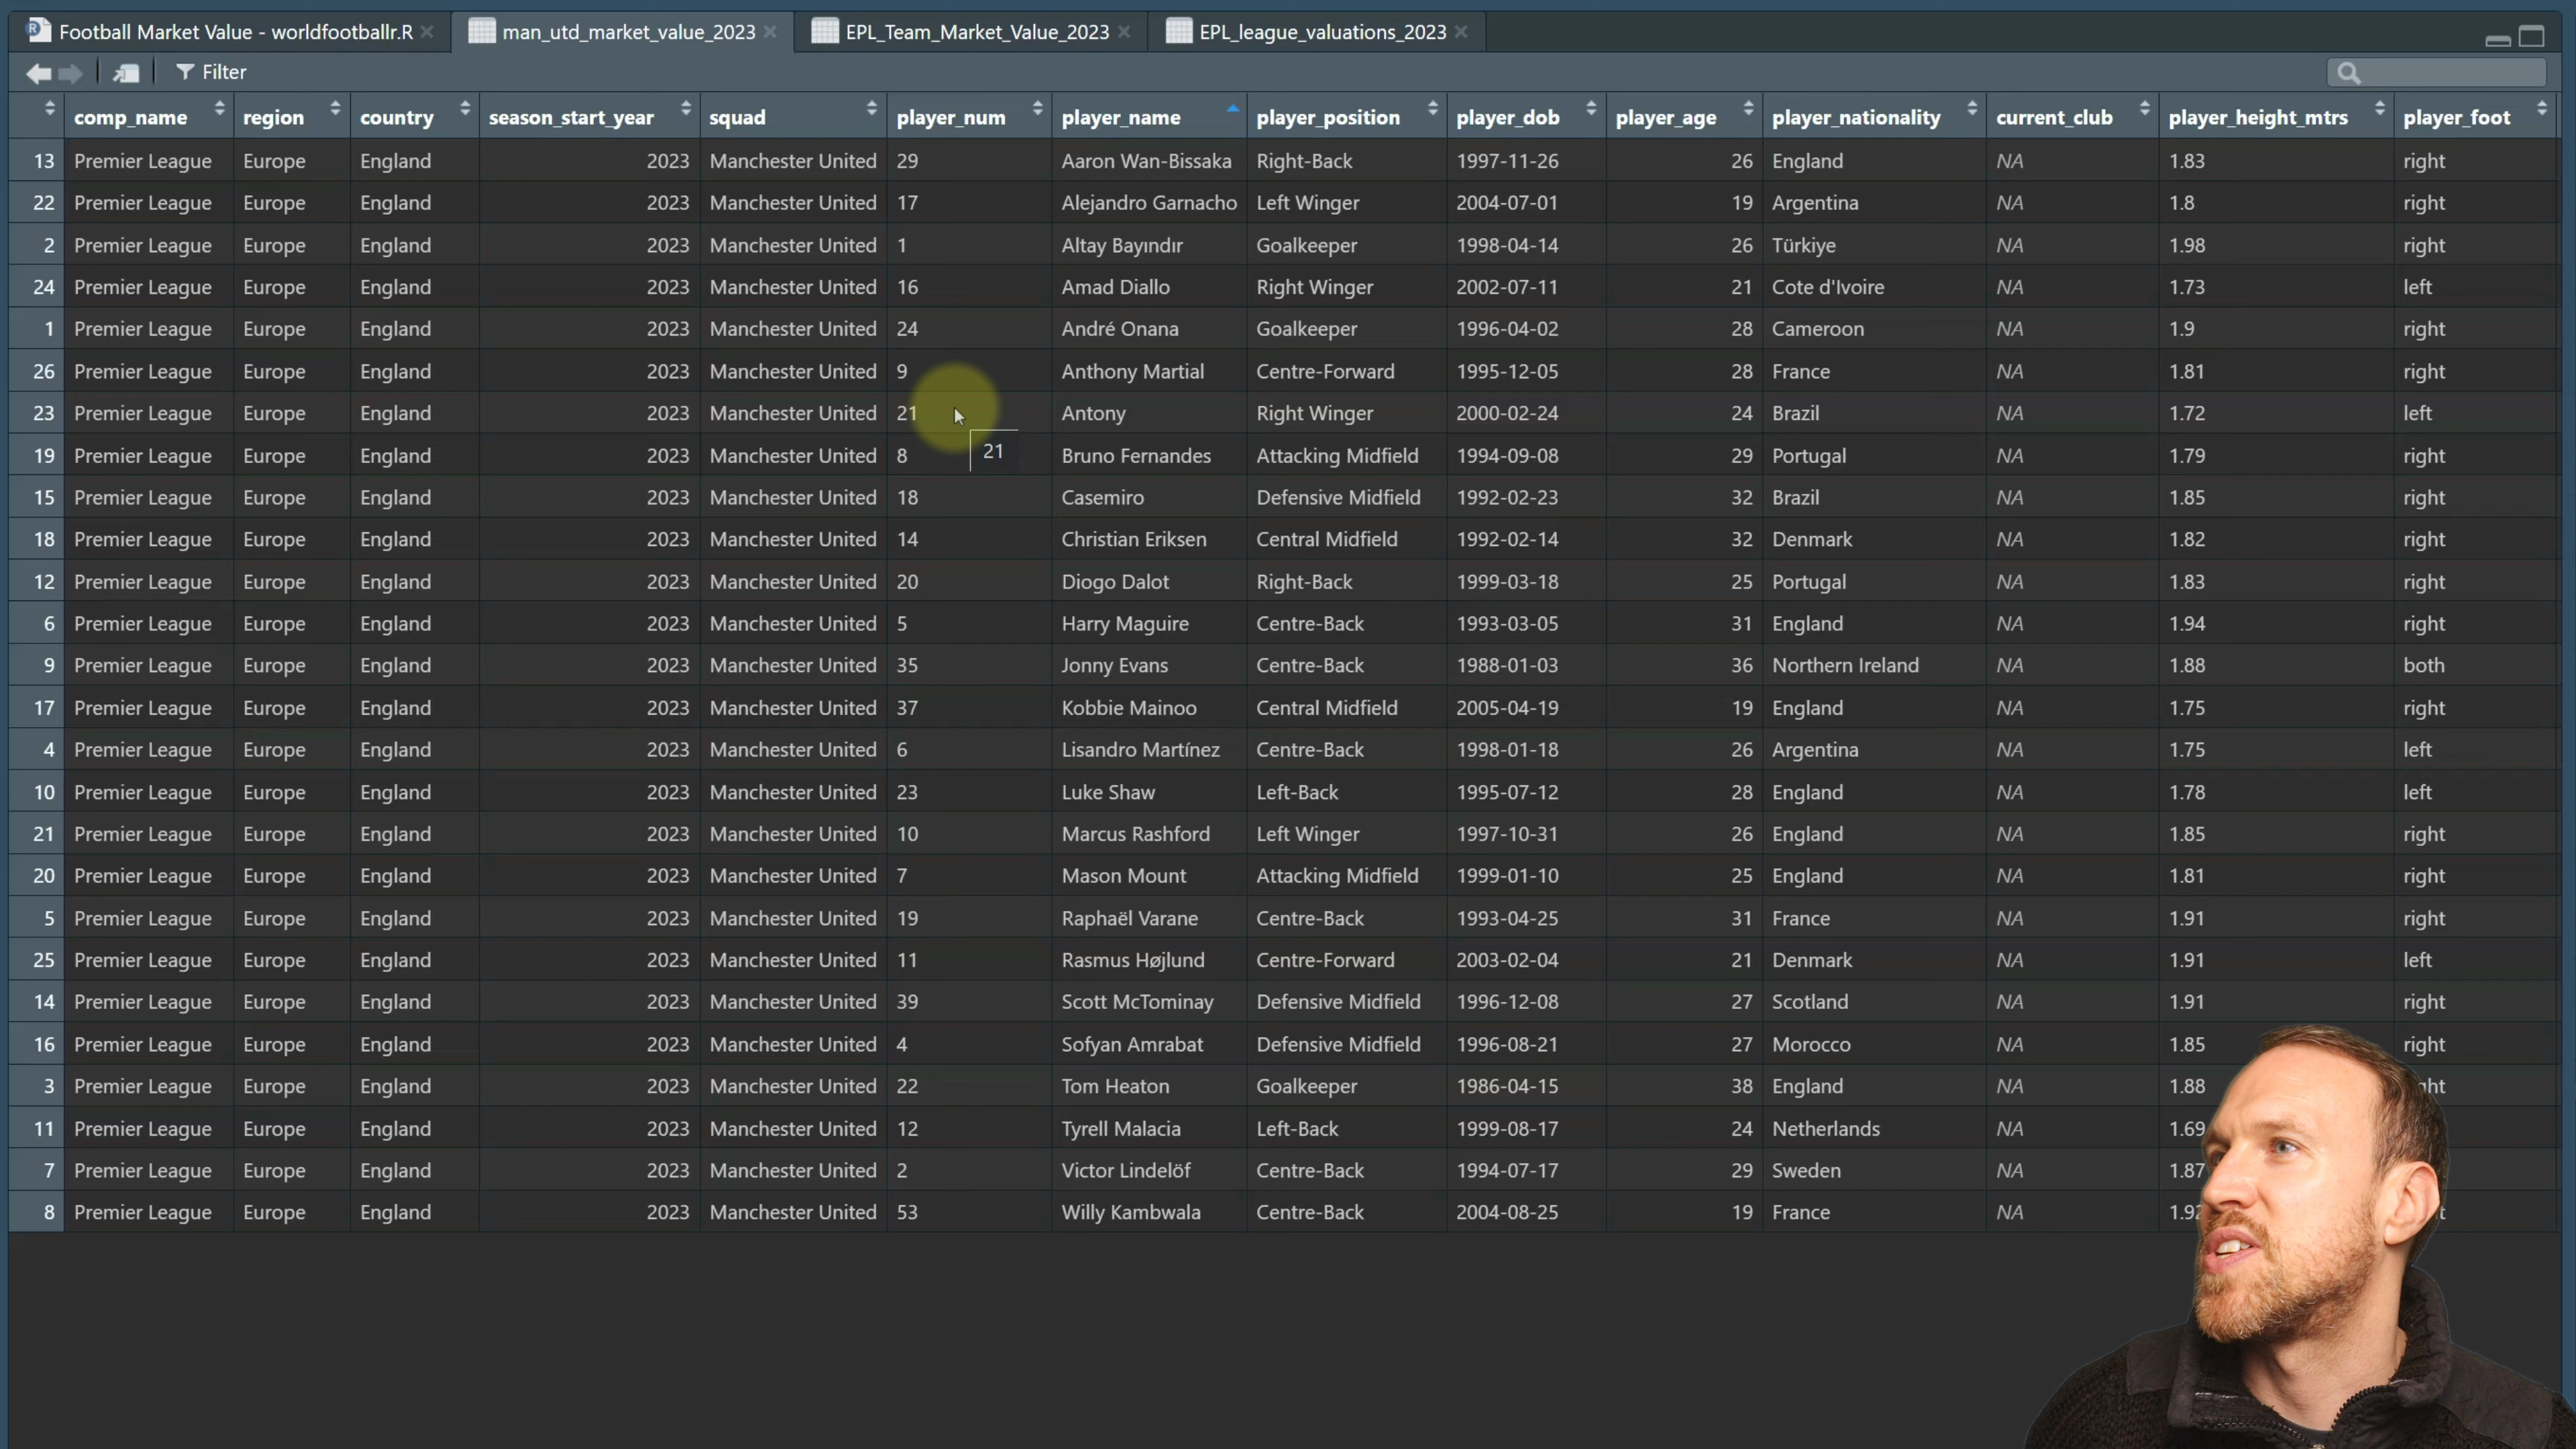 Football Market Value - worldfootballr.R man_utd_market_value_2023 EPL_Team_Market_Value_2023 EPL_league_valuations_2023
Filter
comp_name region country season_start_year squad player_num player_name player_position player_dob player_age player_nationality current_club player_height_mtrs player_foot
13 Premier League Europe England 2023 Manchester United 29 Aaron Wan-Bissaka Right-Back 1997-11-26 26 England NA 1.83 right
22 Premier League Europe England 2023 Manchester United 17 Alejandro Garnacho Left Winger 2004-07-01 19 Argentina NA 1.8 right
2 Premier League Europe England 2023 Manchester United 1 Altay Bayındır Goalkeeper 1998-04-14 26 Türkiye NA 1.98 right
24 Premier League Europe England 2023 Manchester United 16 Amad Diallo Right Winger 2002-07-11 21 Cote d'Ivoire NA 1.73 left
1 Premier League Europe England 2023 Manchester United 24 André Onana Goalkeeper 1996-04-02 28 Cameroon NA 1.9 right
26 Premier League Europe England 2023 Manchester United 9 Anthony Martial Centre-Forward 1995-12-05 28 France NA 1.81 right
23 Premier League Europe England 2023 Manchester United 21 Antony Right Winger 2000-02-24 24 Brazil NA 1.72 left
19 Premier League Europe England 2023 Manchester United 8 21 Bruno Fernandes Attacking Midfield 1994-09-08 29 Portugal NA 1.79 right
15 Premier League Europe England 2023 Manchester United 18 Casemiro Defensive Midfield 1992-02-23 32 Brazil NA 1.85 right
18 Premier League Europe England 2023 Manchester United 14 Christian Eriksen Central Midfield 1992-02-14 32 Denmark NA 1.82 right
12 Premier League Europe England 2023 Manchester United 20 Diogo Dalot Right-Back 1999-03-18 25 Portugal NA 1.83 right
6 Premier League Europe England 2023 Manchester United 5 Harry Maguire Centre-Back 1993-03-05 31 England NA 1.94 right
9 Premier League Europe England 2023 Manchester United 35 Jonny Evans Centre-Back 1988-01-03 36 Northern Ireland NA 1.88 both
17 Premier League Europe England 2023 Manchester United 37 Kobbie Mainoo Central Midfield 2005-04-19 19 England NA 1.75 right
4 Premier League Europe England 2023 Manchester United 6 Lisandro Martínez Centre-Back 1998-01-18 26 Argentina NA 1.75 left
10 Premier League Europe England 2023 Manchester United 23 Luke Shaw Left-Back 1995-07-12 28 England NA 1.78 left
21 Premier League Europe England 2023 Manchester United 10 Marcus Rashford Left Winger 1997-10-31 26 England NA 1.85 right
20 Premier League Europe England 2023 Manchester United 7 Mason Mount Attacking Midfield 1999-01-10 25 England NA 1.81 right
5 Premier League Europe England 2023 Manchester United 19 Raphaël Varane Centre-Back 1993-04-25 31 France NA 1.91 right
25 Premier League Europe England 2023 Manchester United 11 Rasmus Højlund Centre-Forward 2003-02-04 21 Denmark NA 1.91 left
14 Premier League Europe England 2023 Manchester United 39 Scott McTominay Defensive Midfield 1996-12-08 27 Scotland NA 1.91 right
16 Premier League Europe England 2023 Manchester United 4 Sofyan Amrabat Defensive Midfield 1996-08-21 27 Morocco NA 1.85 right
3 Premier League Europe England 2023 Manchester United 22 Tom Heaton Goalkeeper 1986-04-15 38 England NA 1.88
11 Premier League Europe England 2023 Manchester United 12 Tyrell Malacia Left-Back 1999-08-17 24 Netherlands NA 1.69
7 Premier League Europe England 2023 Manchester United 2 Victor Lindelöf Centre-Back 1994-07-17 29 Sweden NA 1.87
8 Premier League Europe England 2023 Manchester United 53 Willy Kambwala Centre-Back 2004-08-25 19 France NA 1.92